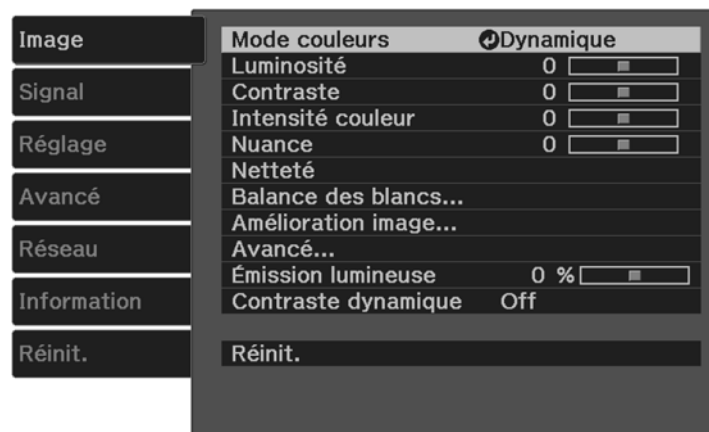 Image
Signal
Réglage
Avancé
Réseau
Information
Réinit.
Mode couleurs Dynamique
Luminosité 0
Contraste 0
Intensité couleur 0
Nuance 0
Netteté
Balance des blancs...
Amélioration image...
Avancé...
Émission lumineuse 0 %
Contraste dynamique Off
Réinit.